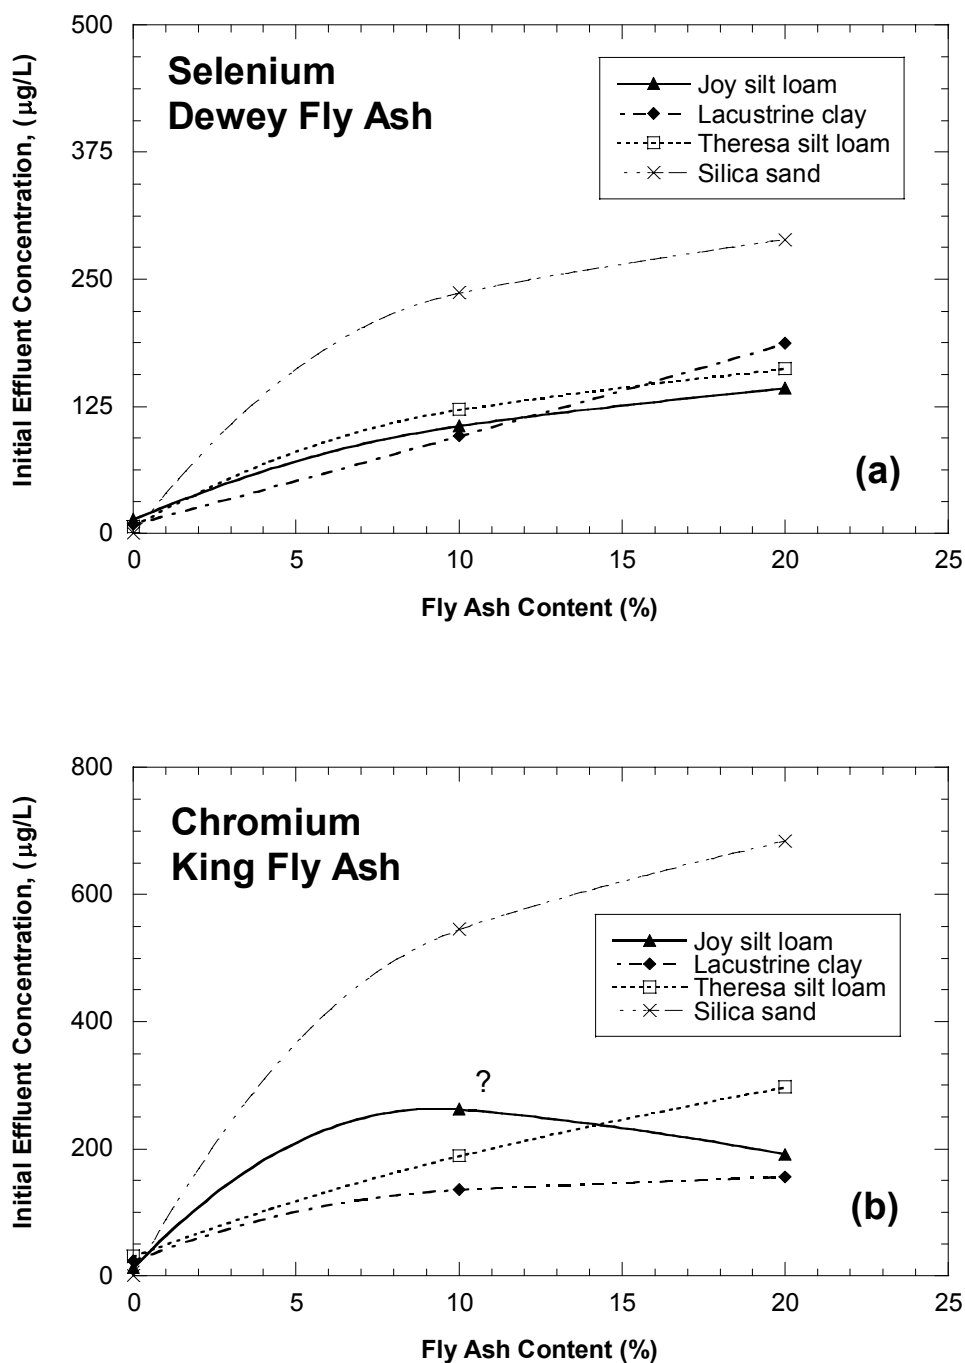 500
375
250
125
0
Initial Effluent Concentration, (μg/L)
Selenium
Dewey Fly Ash
Joy silt loam
Lacustrine clay
Theresa silt loam
Silica sand
(a)
0 5 10 15 20 25
Fly Ash Content (%)
800
600
400
200
0
Initial Effluent Concentration, (μg/L)
Chromium
King Fly Ash
Joy silt loam
Lacustrine clay
Theresa silt loam
Silica sand
?
(b)
0 5 10 15 20 25
Fly Ash Content (%)